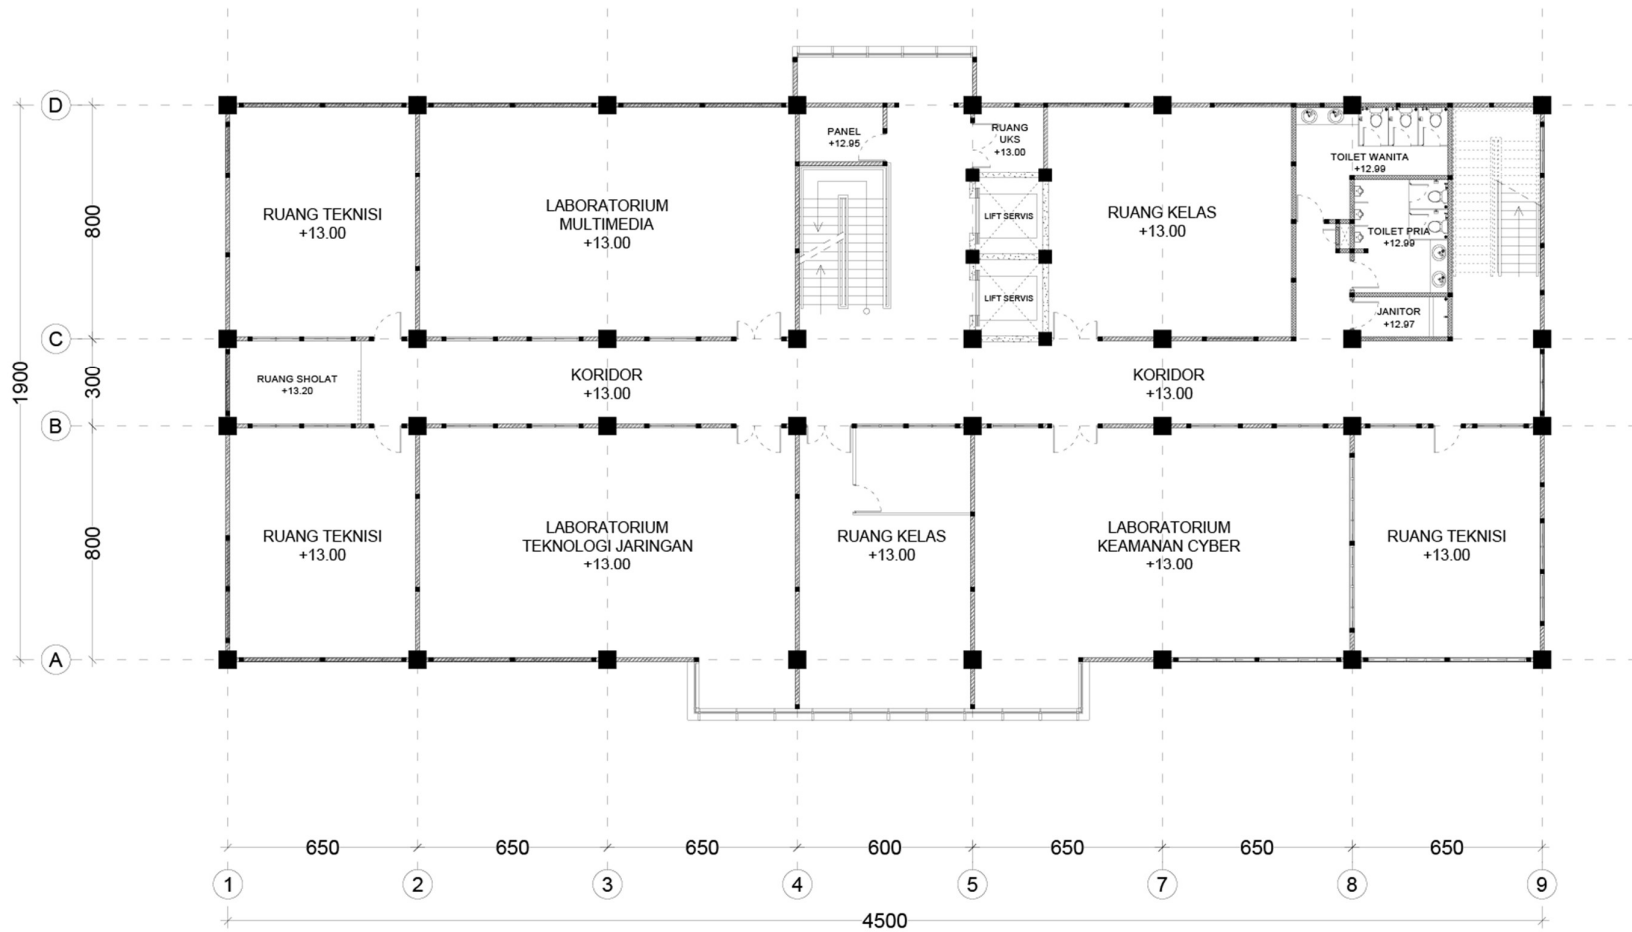 D
PANEL
+12.95
RUANG
UKS
+13.00
TOILET WANITA
+12.99
RUANG TEKNISI
+13.00
LABORATORIUM
MULTIMEDIA
+13.00
LIFT SERVIS
RUANG KELAS
+13.00
TOILET PRIA
+12.99
800
LIFT SERVIS
JANITOR
+12.97
C
1900
300
RUANG SHOLAT
+13.20
KORIDOR
+13.00
KORIDOR
+13.00
B
800
RUANG TEKNISI
+13.00
LABORATORIUM
TEKNOLOGI JARINGAN
+13.00
RUANG KELAS
+13.00
LABORATORIUM
KEAMANAN CYBER
+13.00
RUANG TEKNISI
+13.00
A
650 650 650 600 650 650 650
1 2 3 4 5 7 8 9
4500